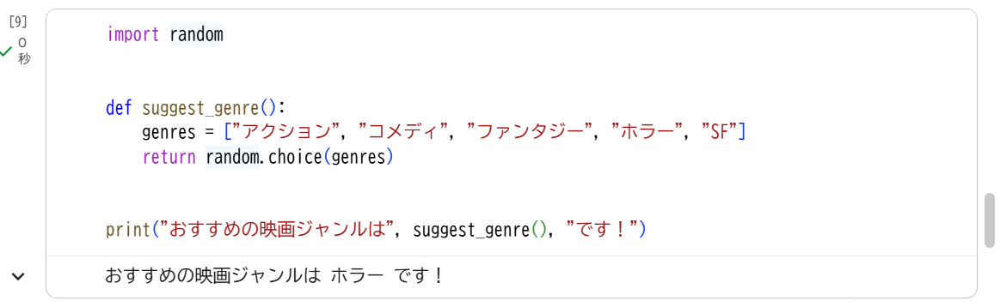 [9]
0
秒
import random
def suggest_genre():
genres = ["アクション", "コメディ", "ファンタジー", "ホラー", "SF"]
return random.choice(genres)
print("おすすめの映画ジャンルは", suggest_genre(), "です！")
おすすめの映画ジャンルは ホラー です！